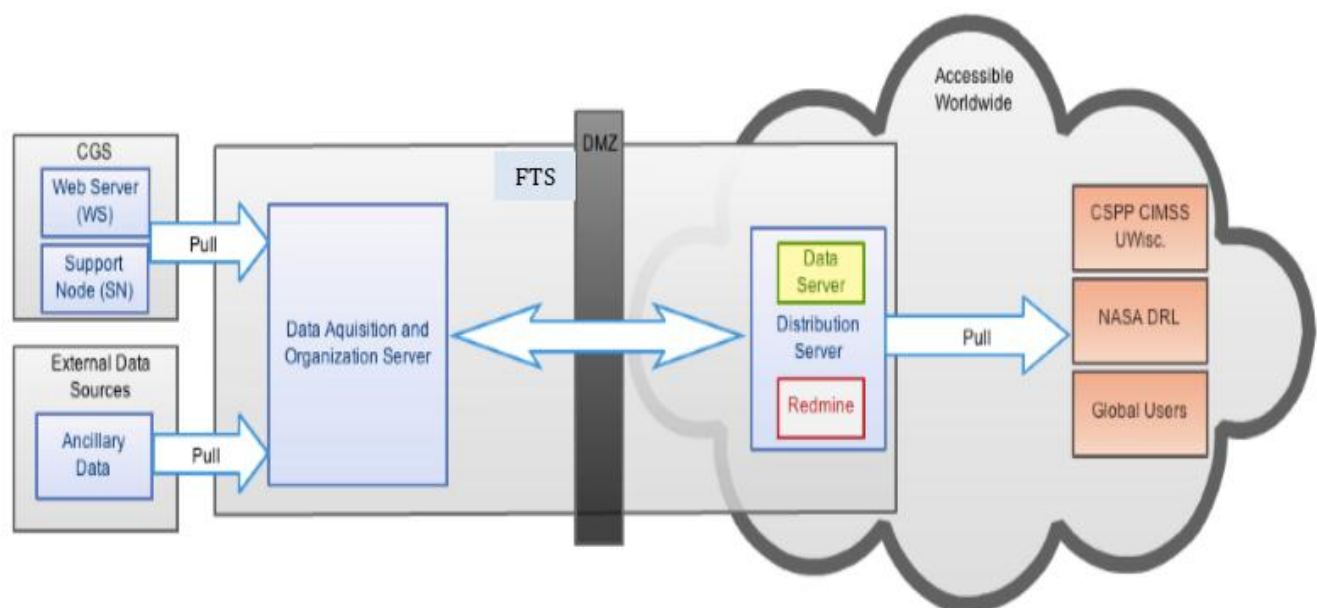 Accessible
Worldwide
CGS
Web Server
(WS)
Support
Node (SN)
Pull
External Data
Sources
Ancillary
Data
Pull
FTS
DMZ
Data Aquisition and
Organization Server
Data
Server
Distribution
Server
Redmine
Pull
CSPP CIMSS
UWisc.
NASA DRL
Global Users